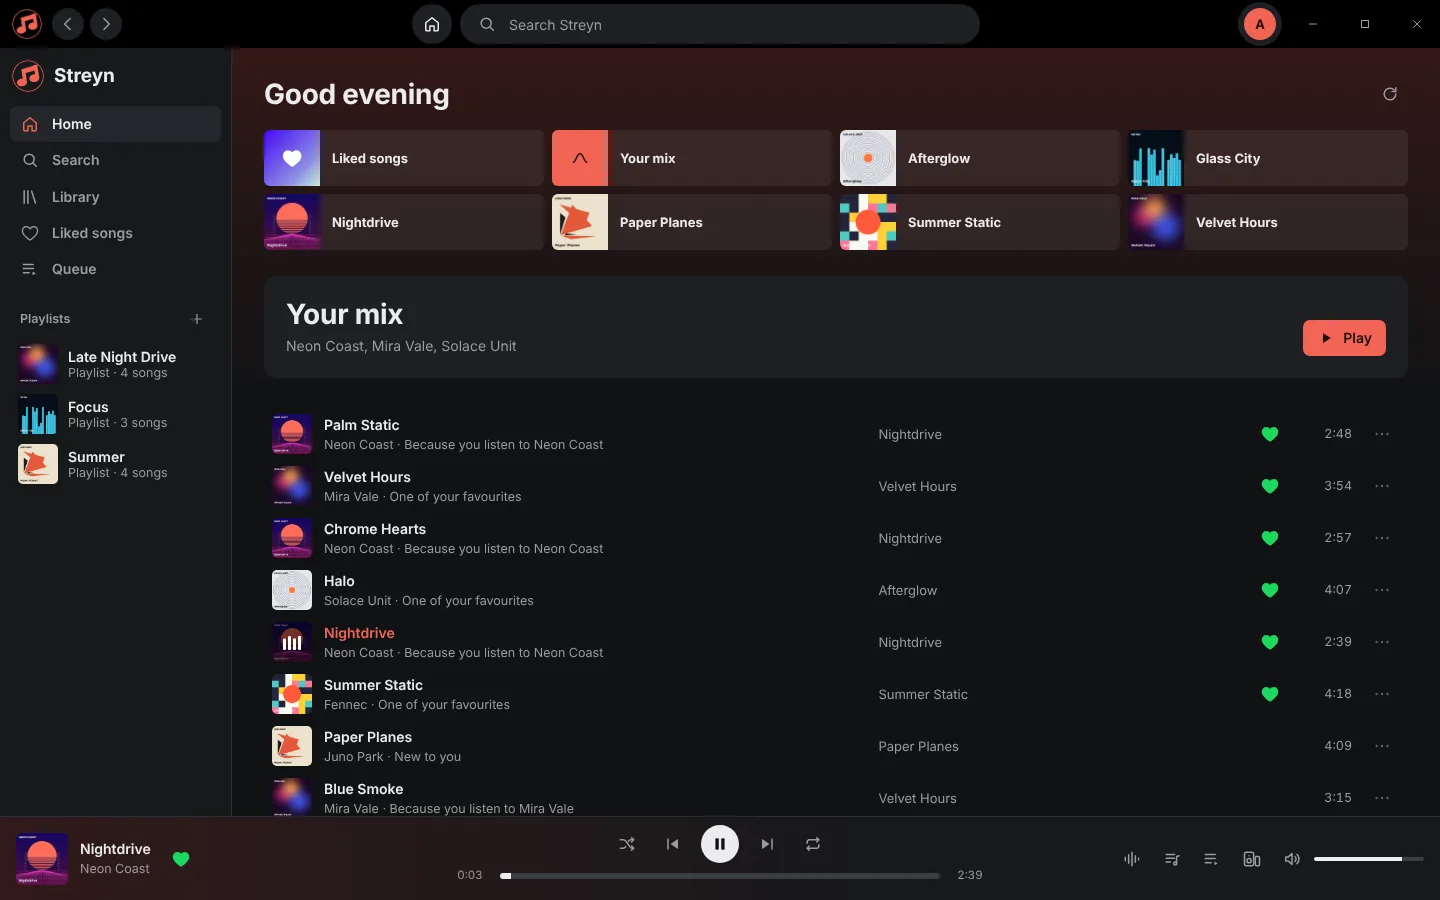 Search Streyn
A
Streyn
Home
Search
Library
Liked songs
Queue
Playlists
Late Night Drive
Playlist · 4 songs
Focus
Playlist · 3 songs
Summer
Playlist · 4 songs
Good evening
Liked songs
Your mix
Afterglow
Glass City
Nightdrive
Paper Planes
Summer Static
Velvet Hours
Your mix
Neon Coast, Mira Vale, Solace Unit
Play
Palm Static
Neon Coast · Because you listen to Neon Coast
Nightdrive
2:48
Velvet Hours
Mira Vale · One of your favourites
Velvet Hours
3:54
Chrome Hearts
Neon Coast · Because you listen to Neon Coast
Nightdrive
2:57
Halo
Solace Unit · One of your favourites
Afterglow
4:07
Nightdrive
Neon Coast · Because you listen to Neon Coast
Nightdrive
2:39
Summer Static
Fennec · One of your favourites
Summer Static
4:18
Paper Planes
Juno Park · New to you
Paper Planes
4:09
Blue Smoke
Mira Vale · Because you listen to Mira Vale
Velvet Hours
3:15
Nightdrive
Neon Coast
0:03
2:39